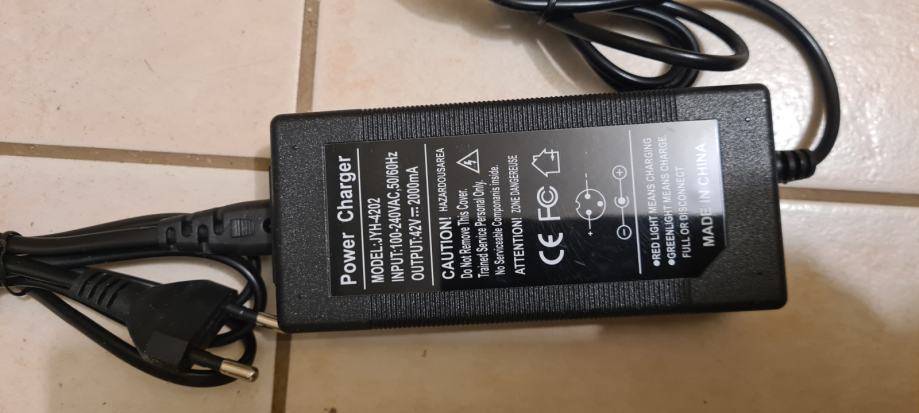 Power Charger
MODEL:JYH-4202
INPUT:100-240VAC,50/60Hz
OUTPUT:42V⎓2000mA
CAUTION! HAZARDOUSAREA
Do Not Remove This Cover.
Trained Service Personal Only.
No Serviceable Componanis inside.
ATTENTION! ZONE DANGEREUSE
CE FC
+
− +
●RED LIGHT MEANS CHARGING
●GREENLIGHT MEANS CHARGE.
FULL OR DISCONNECT
MADE IN CHINA